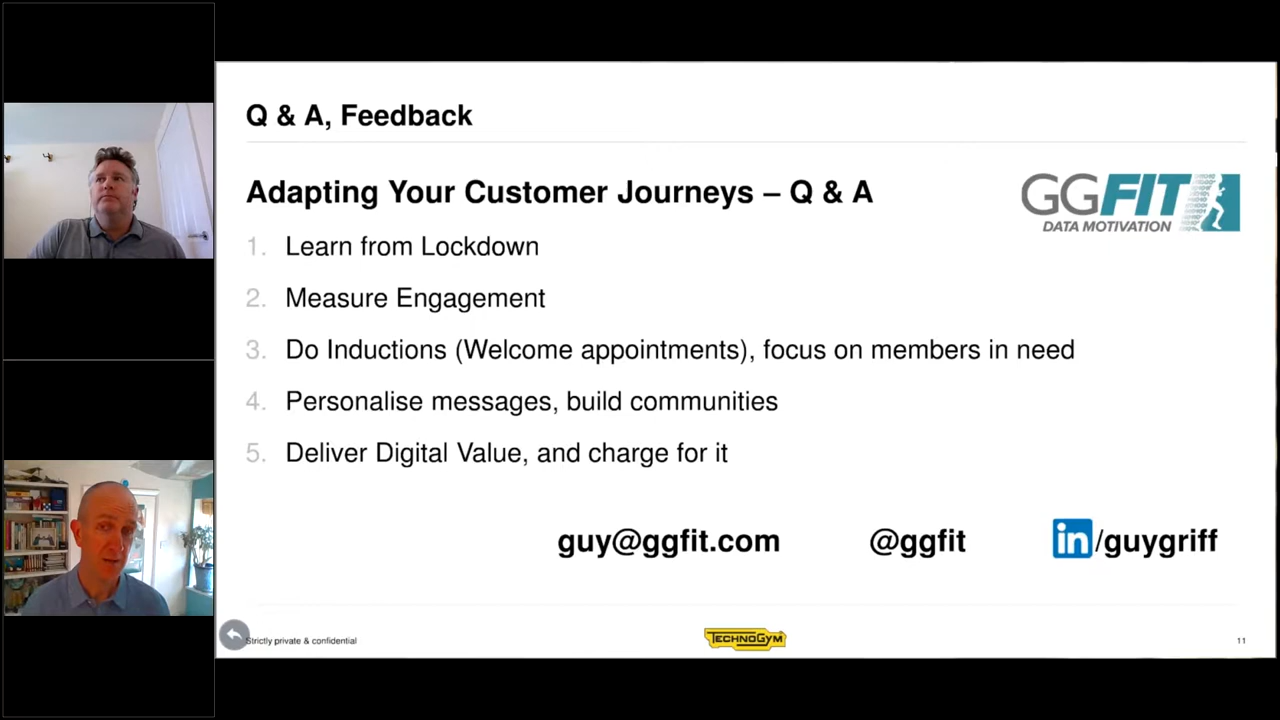 Q & A, Feedback
Adapting Your Customer Journeys – Q & A
GGFIT
DATA MOTIVATION
1. Learn from Lockdown
2. Measure Engagement
3. Do Inductions (Welcome appointments), focus on members in need
4. Personalise messages, build communities
5. Deliver Digital Value, and charge for it
guy@ggfit.com @ggfit in/guygriff
Strictly private & confidential TECHNOGYM 11